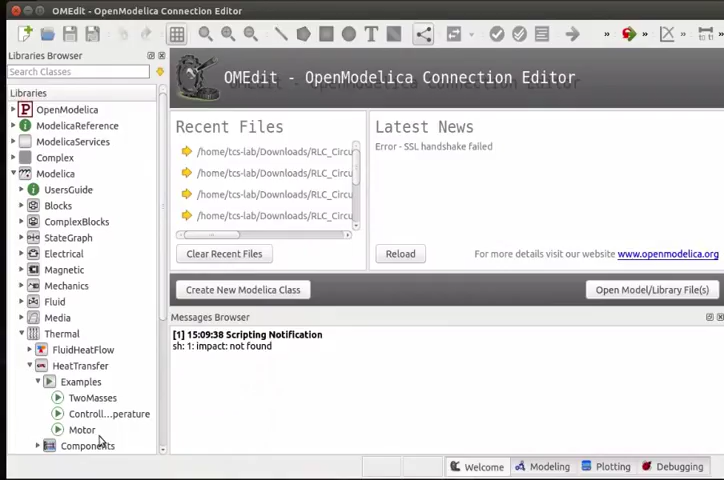 OMEdit - OpenModelica Connection Editor
Libraries Browser
Search Classes
Libraries
OpenModelica
ModelicaReference
ModelicaServices
Complex
Modelica
UsersGuide
Blocks
ComplexBlocks
StateGraph
Electrical
Magnetic
Mechanics
Fluid
Media
Thermal
FluidHeatFlow
HeatTransfer
Examples
TwoMasses
Controll...perature
Motor
Components
OMEdit - OpenModelica Connection Editor
Recent Files
/home/tcs-lab/Downloads/RLC_Circu
/home/tcs-lab/Downloads/RLC_Circu
/home/tcs-lab/Downloads/RLC_Circu
/home/tcs-lab/Downloads/RLC_Circu
Clear Recent Files
Latest News
Error - SSL handshake failed
Reload
For more details visit our website www.openmodelica.org
Create New Modelica Class
Open Model/Library File(s)
Messages Browser
[1] 15:09:38 Scripting Notification
sh: 1: impact: not found
Welcome
Modeling
Plotting
Debugging